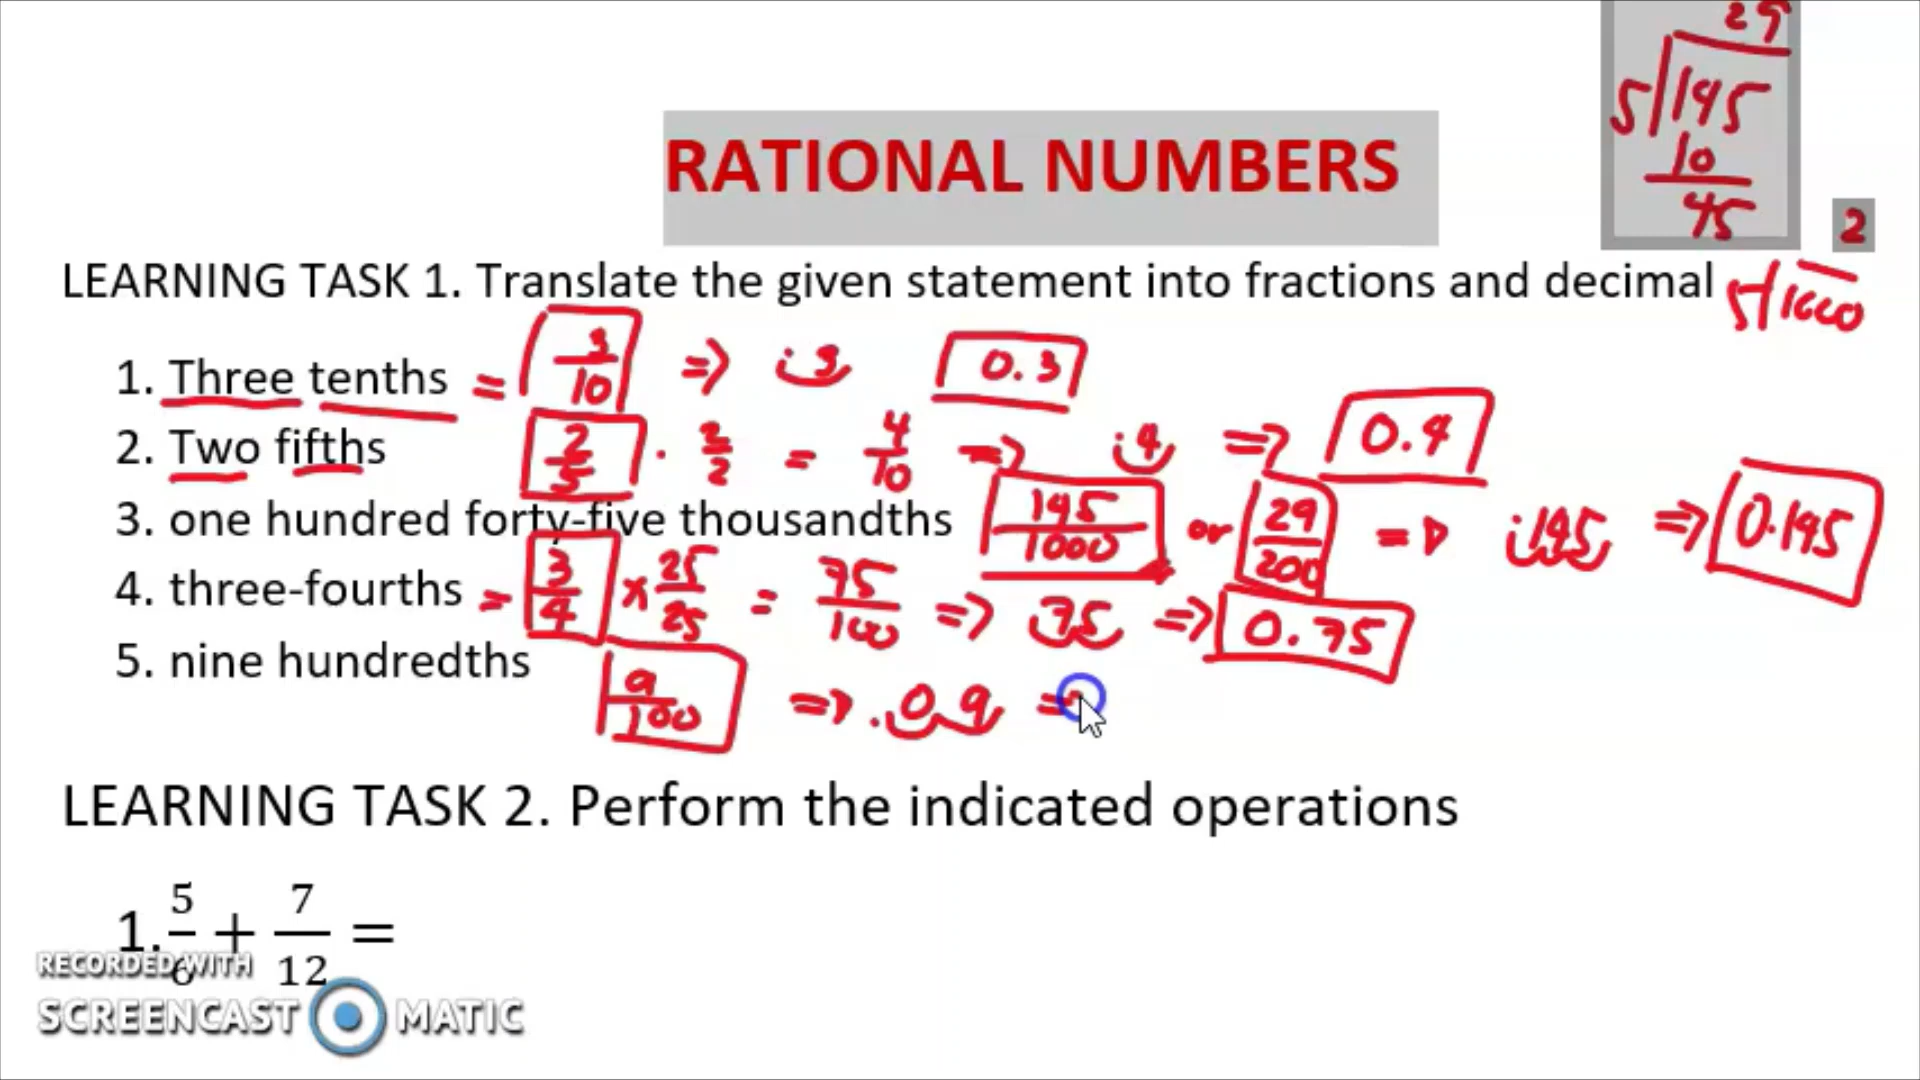 29
5 145
10
45
2
5 1000
RATIONAL NUMBERS
LEARNING TASK 1. Translate the given statement into fractions and decimal
1. Three tenths = 3/10 => .3 0.3
2. Two fifths 2/5 · 2/2 = 4/10 => .4 => 0.4
3. one hundred forty-five thousandths 145/1000 or 29/200 => .145 => 0.145
4. three-fourths = 3/4 x 25/25 = 75/100 => 75 => 0.75
5. nine hundredths 9/100 => .09 =
LEARNING TASK 2. Perform the indicated operations
1. 5/6 + 7/12 =
RECORDED WITH
SCREENCAST MATIC